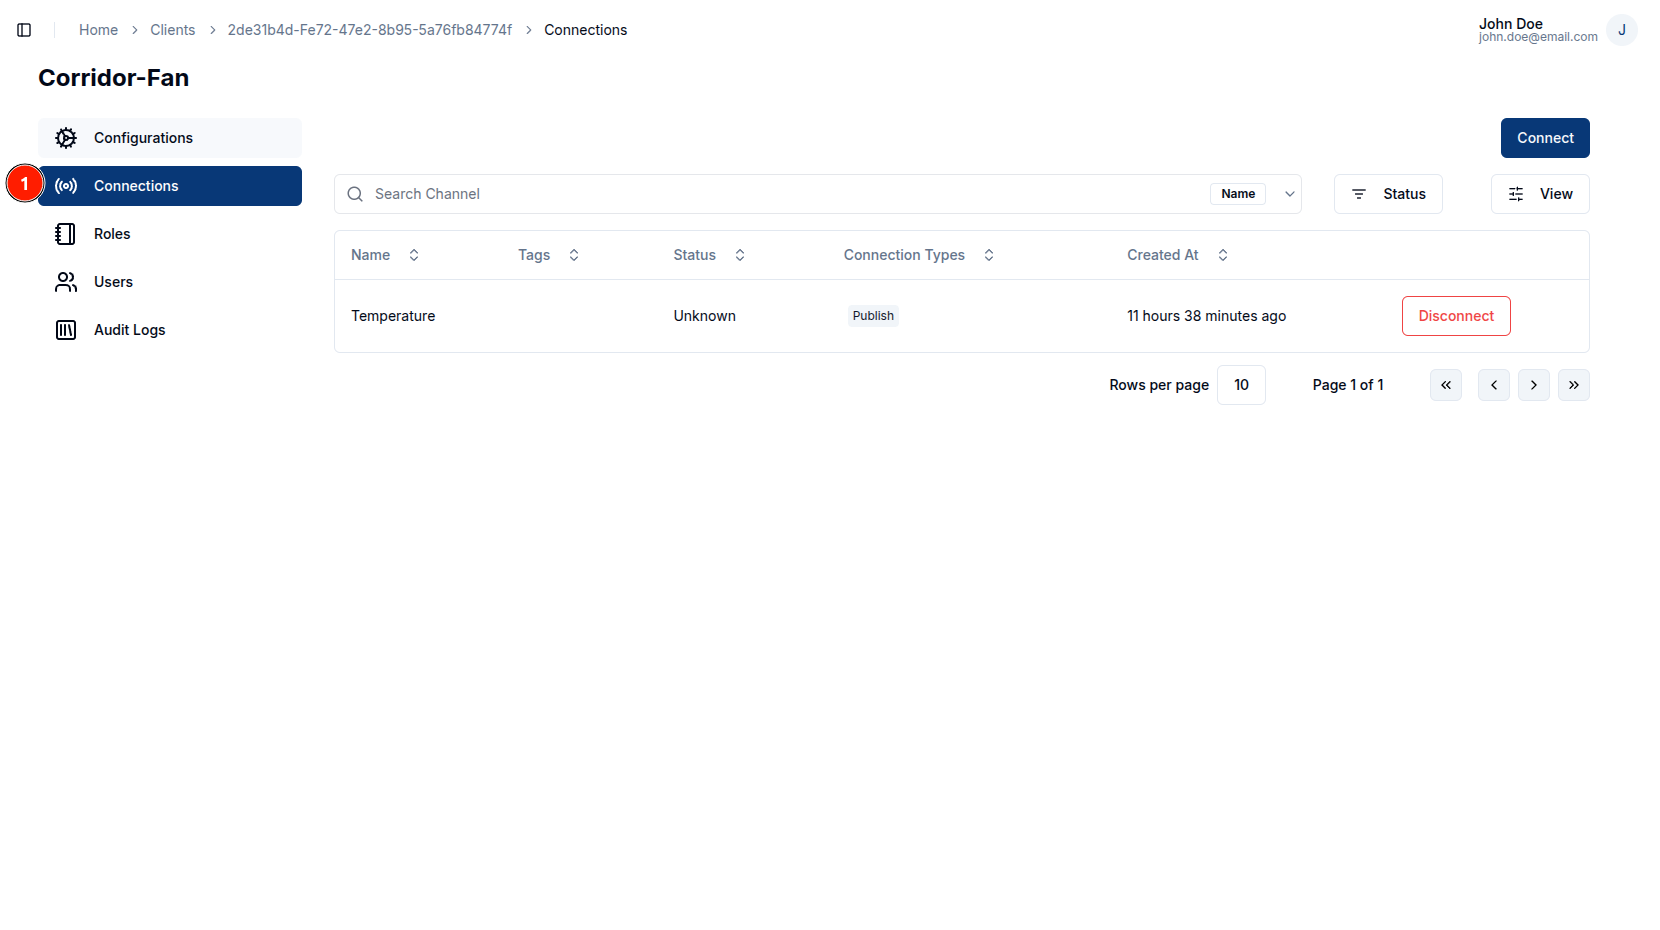 Home > Clients > 2de31b4d-Fe72-47e2-8b95-5a76fb84774f > Connections
John Doe
john.doe@email.com
J
Corridor-Fan
Configurations
Connect
1
Connections
Search Channel
Name
Status
View
Roles
Name Tags Status Connection Types Created At
Users
Temperature Unknown Publish 11 hours 38 minutes ago Disconnect
Audit Logs
Rows per page 10 Page 1 of 1